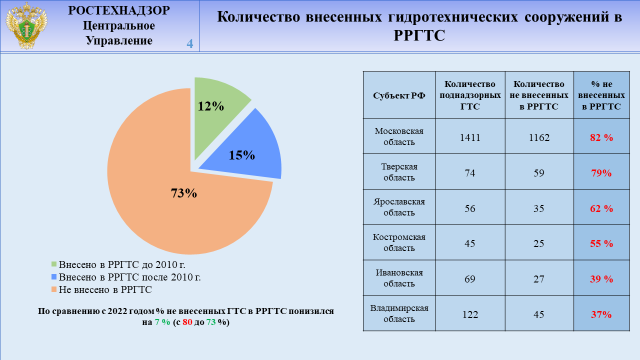 РОСТЕХНАДЗОР
Центральное
Управление
4
Количество внесенных гидротехнических сооружений в
РРГТС
12%
15%
73%
Внесено в РРГТС до 2010 г.
Внесено в РРГТС после 2010 г.
Не внесено в РРГТС
По сравнению с 2022 годом % не внесенных ГТС в РРГТС понизился
на 7 % (с 80 до 73 %)
Субъект РФ
Количество
поднадзорных
ГТС
Количество
не внесенных
в РРГТС
% не
внесенных
в РРГТС
Московская
область
1411
1162
82 %
Тверская
область
74
59
79%
Ярославская
область
56
35
62 %
Костромская
область
45
25
55 %
Ивановская
область
69
27
39 %
Владимирская
область
122
45
37%